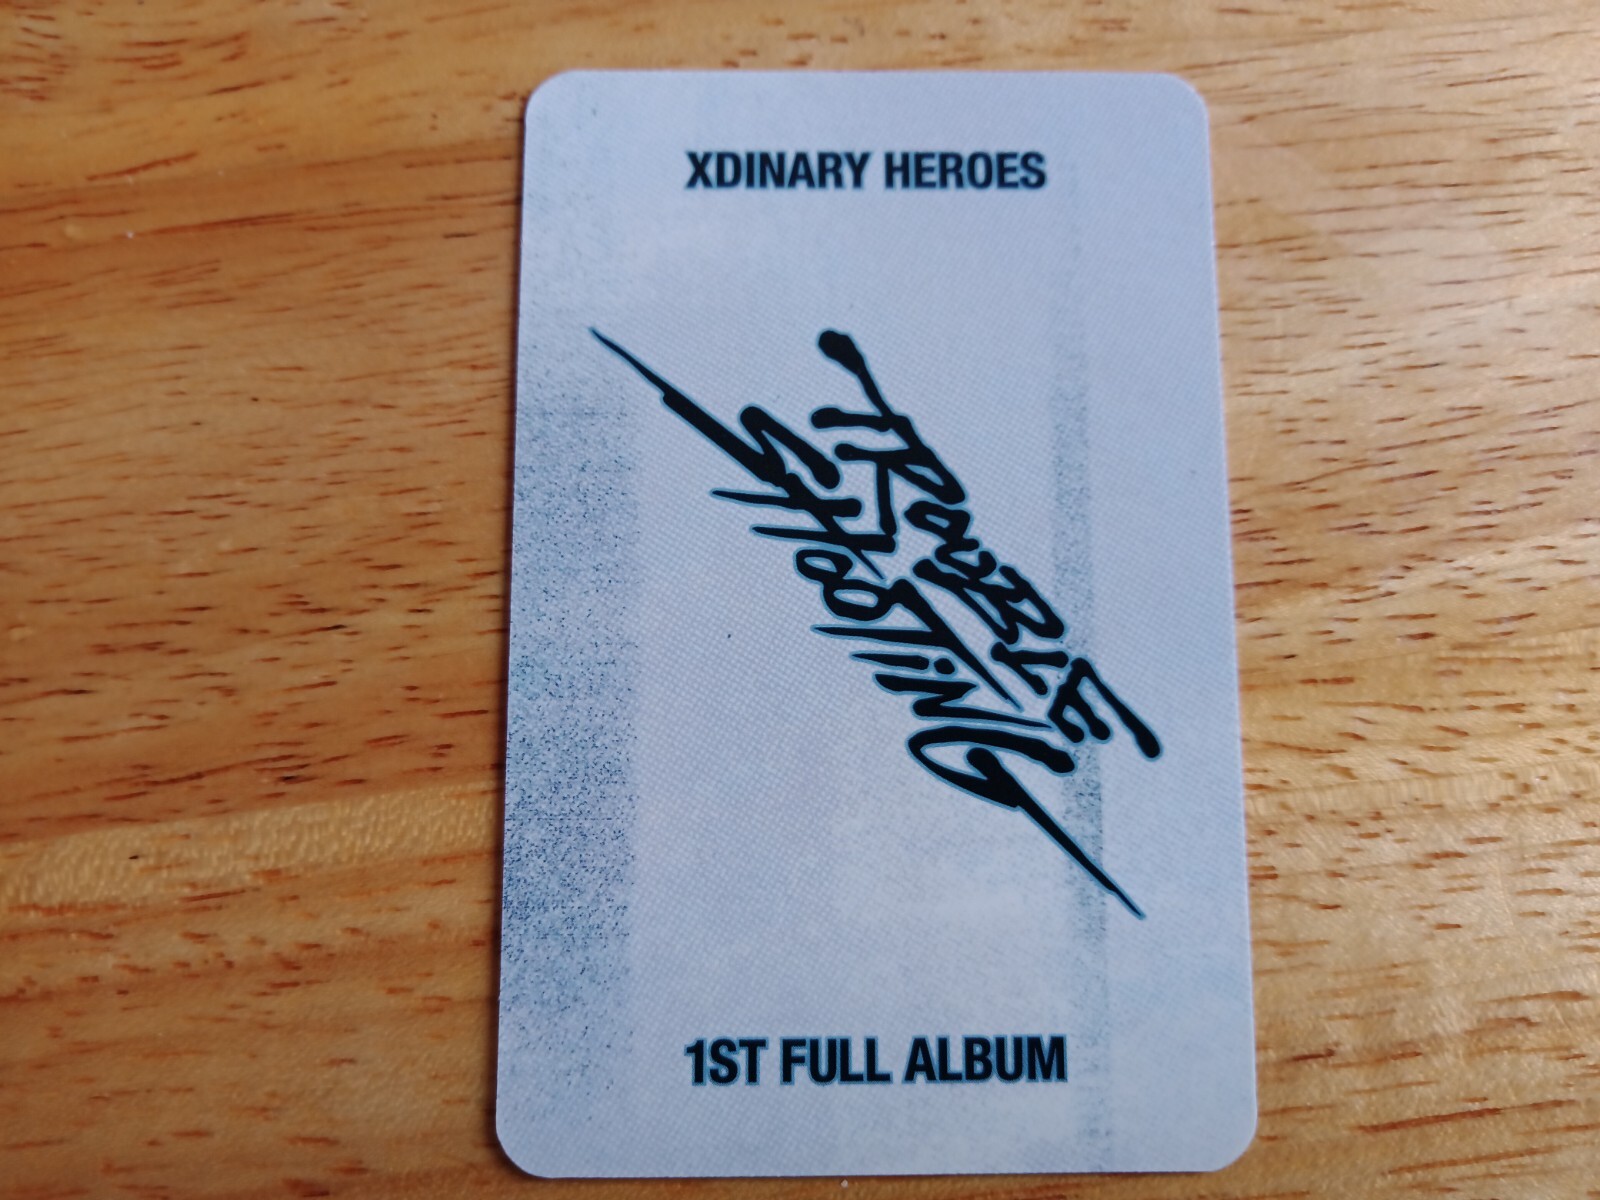 XDINARY HEROES
TROUBLE
SHOOTiNG
1ST FULL ALBUM